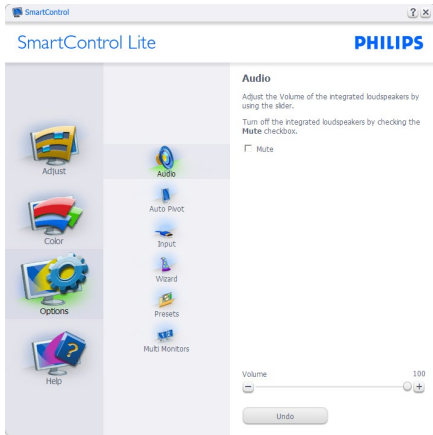 SmartControl
SmartControl Lite
PHILIPS
Adjust
Color
Options
Help
Audio
Auto Pivot
Input
Wizard
Presets
Multi Monitors
Audio
Adjust the Volume of the integrated loudspeakers by
using the slider.
Turn off the integrated loudspeakers by checking the
Mute checkbox.
Mute
Volume 100
Undo